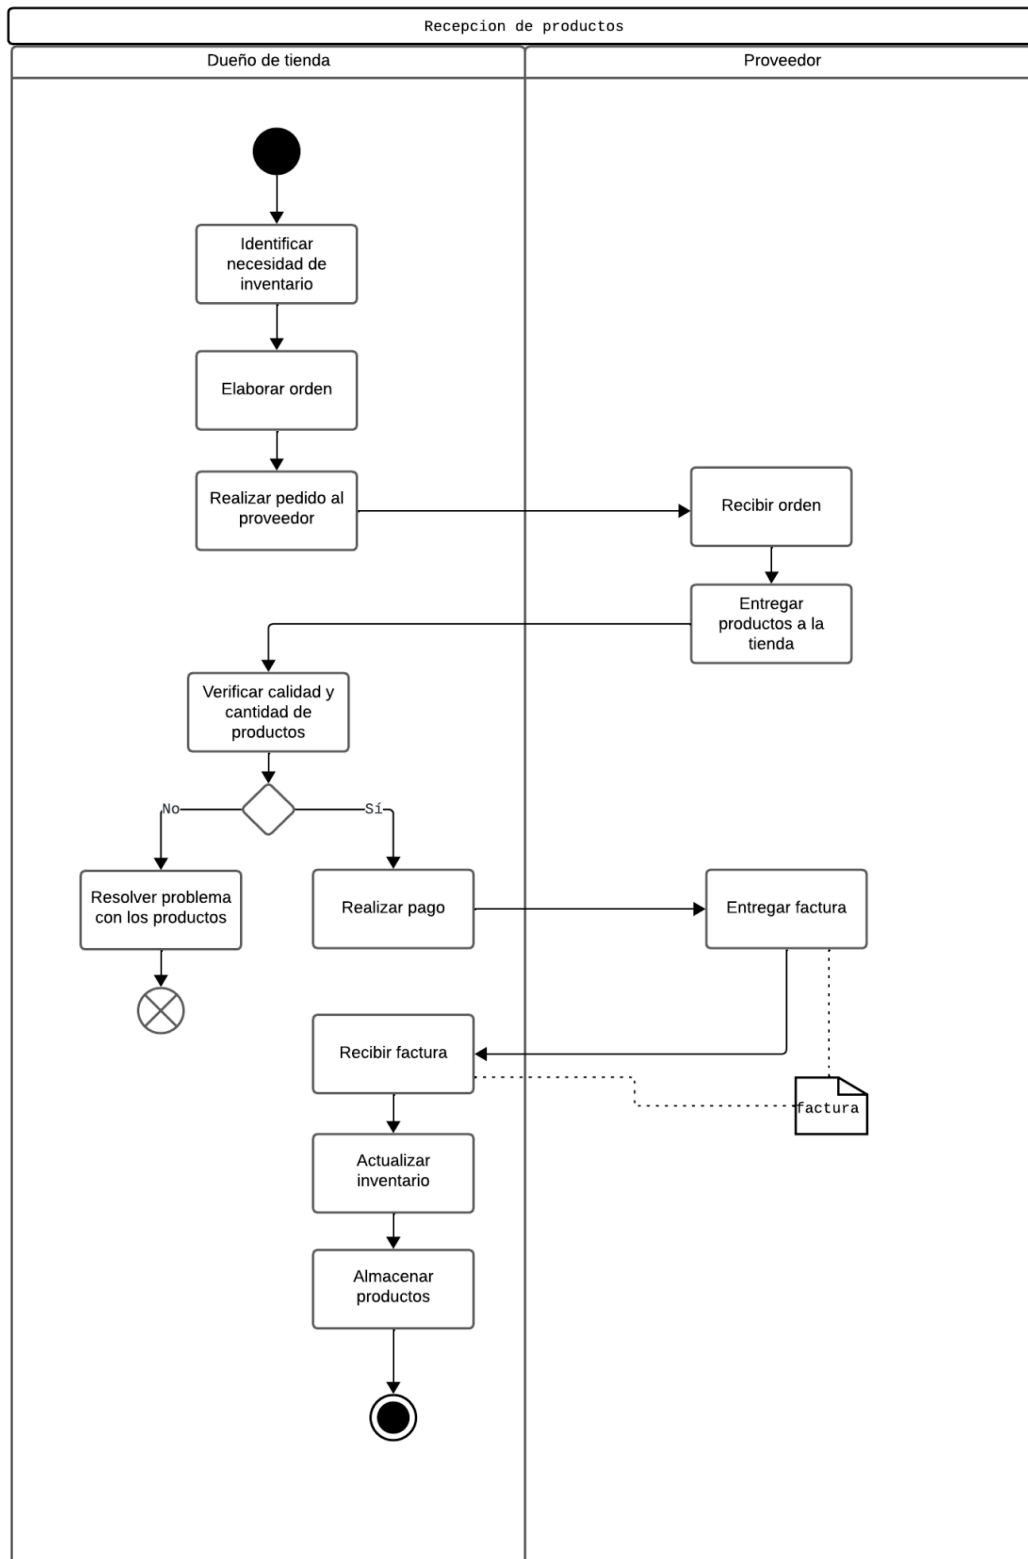 Recepcion de productos
Dueño de tienda
Proveedor
Identificar
necesidad de
inventario
Elaborar orden
Realizar pedido al
proveedor
Recibir orden
Entregar
productos a la
tienda
Verificar calidad y
cantidad de
productos
No
Sí
Resolver problema
con los productos
Realizar pago
Entregar factura
Recibir factura
factura
Actualizar
inventario
Almacenar
productos